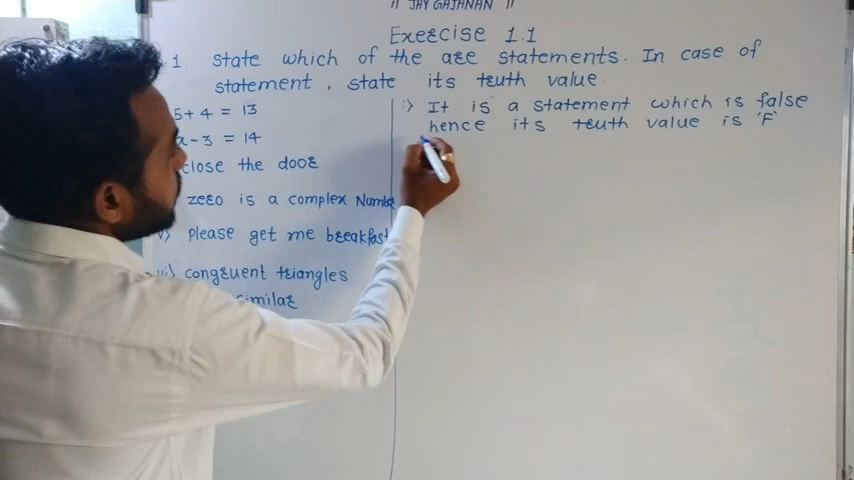 ॥ JAY GAJANAN ॥
Exercise 1.1
.1 State which of the are statements. In case of
statement, state its truth value.
5+4 = 13
x-3 = 14
close the door
zero is a complex Number
v) please get me breakfast
vi) congruent triangles
similar
i) It is a statement which is false
hence its truth value is 'F'